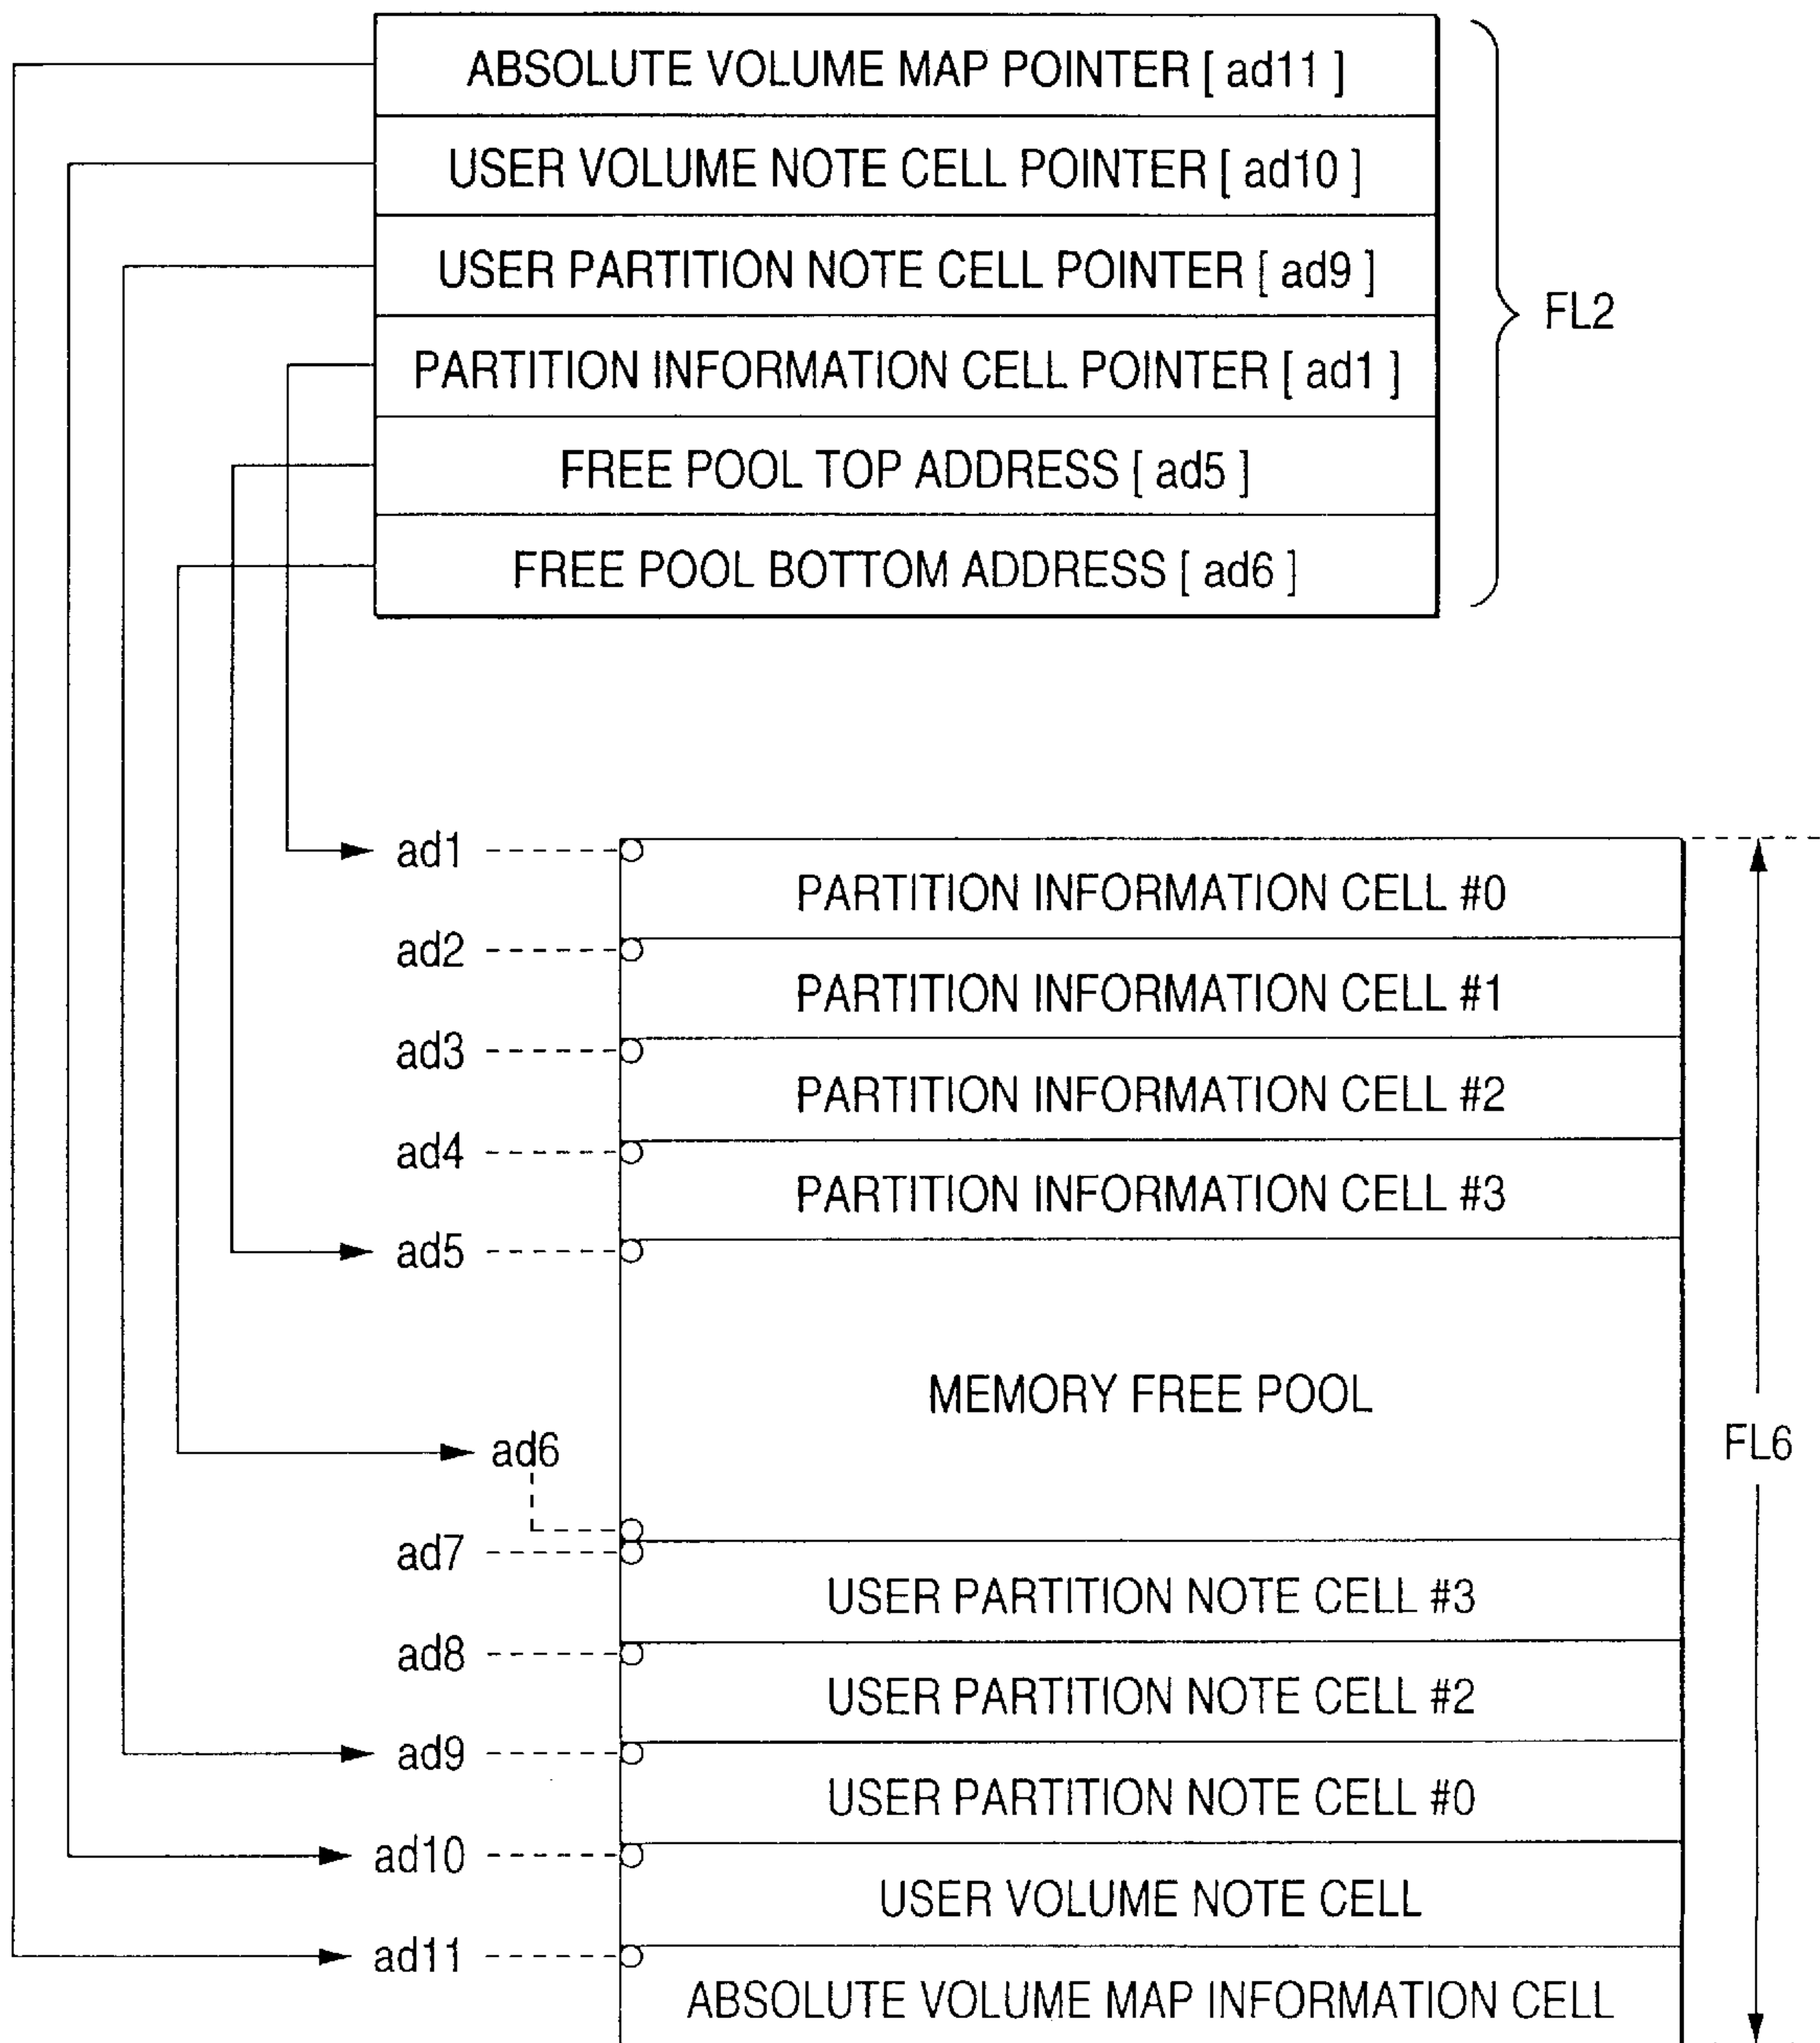 ABSOLUTE VOLUME MAP POINTER [ ad11 ]
USER VOLUME NOTE CELL POINTER [ ad10 ]
USER PARTITION NOTE CELL POINTER [ ad9 ]
FL2
PARTITION INFORMATION CELL POINTER [ ad1 ]
FREE POOL TOP ADDRESS [ ad5 ]
FREE POOL BOTTOM ADDRESS [ ad6 ]
ad1
PARTITION INFORMATION CELL #0
ad2
PARTITION INFORMATION CELL #1
ad3
PARTITION INFORMATION CELL #2
ad4
PARTITION INFORMATION CELL #3
ad5
MEMORY FREE POOL
FL6
ad6
ad7
USER PARTITION NOTE CELL #3
ad8
USER PARTITION NOTE CELL #2
ad9
USER PARTITION NOTE CELL #0
ad10
USER VOLUME NOTE CELL
ad11
ABSOLUTE VOLUME MAP INFORMATION CELL